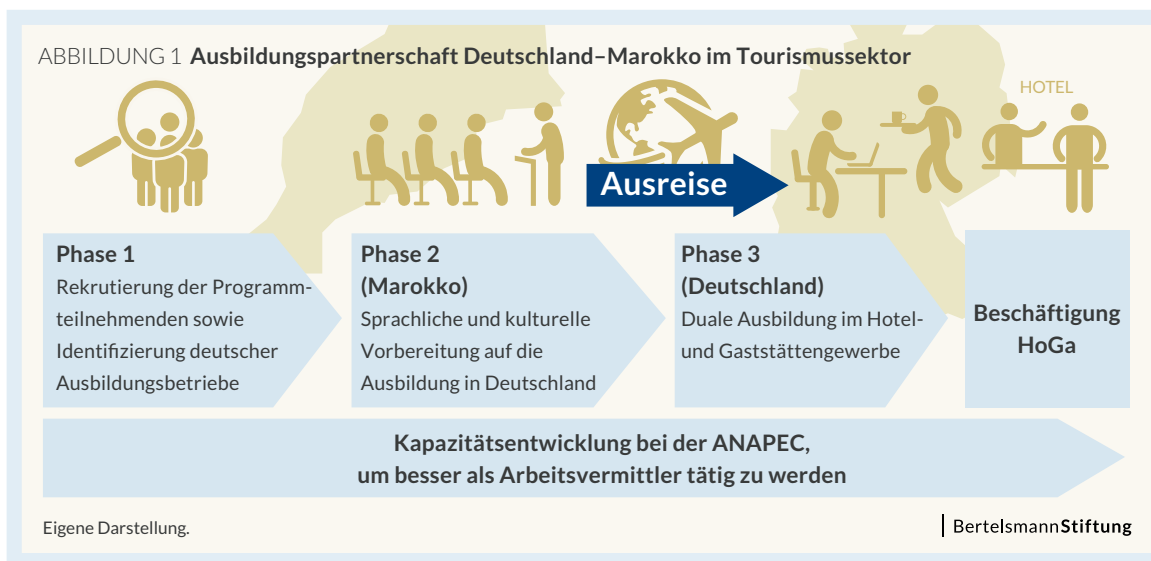 ABBILDUNG 1 Ausbildungspartnerschaft Deutschland–Marokko im Tourismussektor
HOTEL
Ausreise
Phase 1
Rekrutierung der Programm-
teilnehmenden sowie
Identifizierung deutscher
Ausbildungsbetriebe
Phase 2
(Marokko)
Sprachliche und kulturelle
Vorbereitung auf die
Ausbildung in Deutschland
Phase 3
(Deutschland)
Duale Ausbildung im Hotel-
und Gaststättengewerbe
Beschäftigung
HoGa
Kapazitätsentwicklung bei der ANAPEC,
um besser als Arbeitsvermittler tätig zu werden
Eigene Darstellung.
BertelsmannStiftung